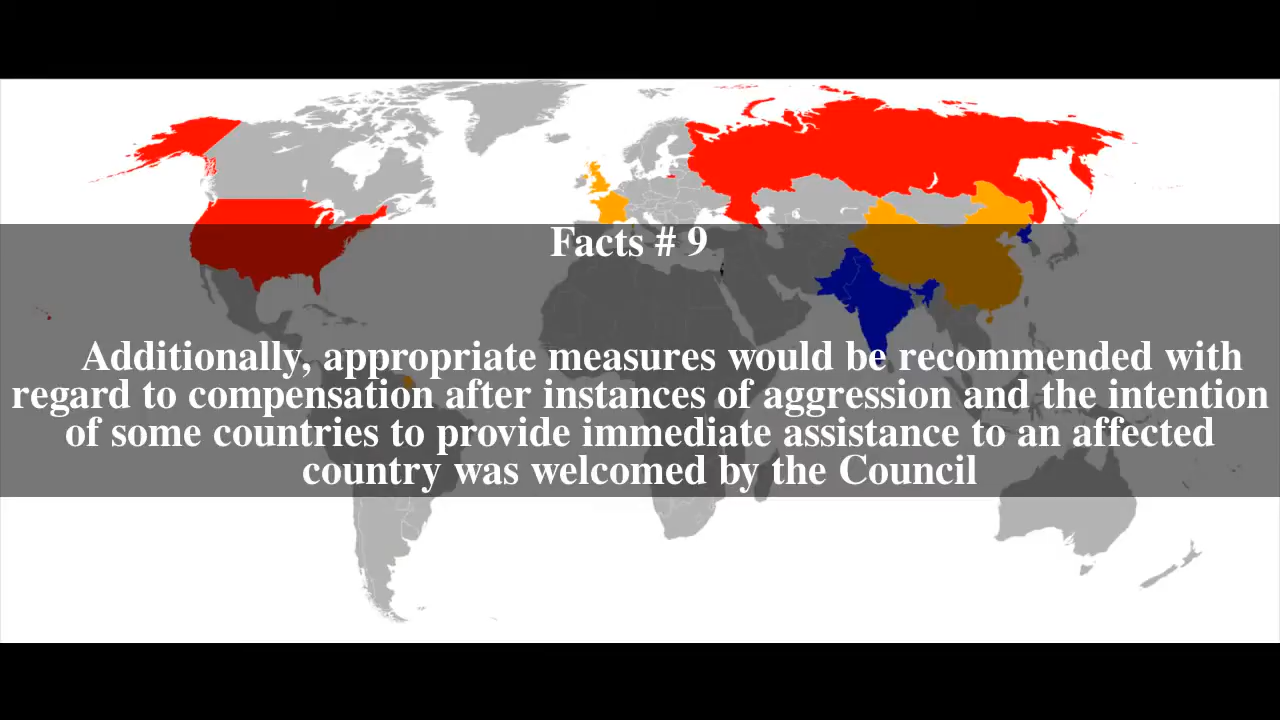 Facts # 9
Additionally, appropriate measures would be recommended with
regard to compensation after instances of aggression and the intention
of some countries to provide immediate assistance to an affected
country was welcomed by the Council